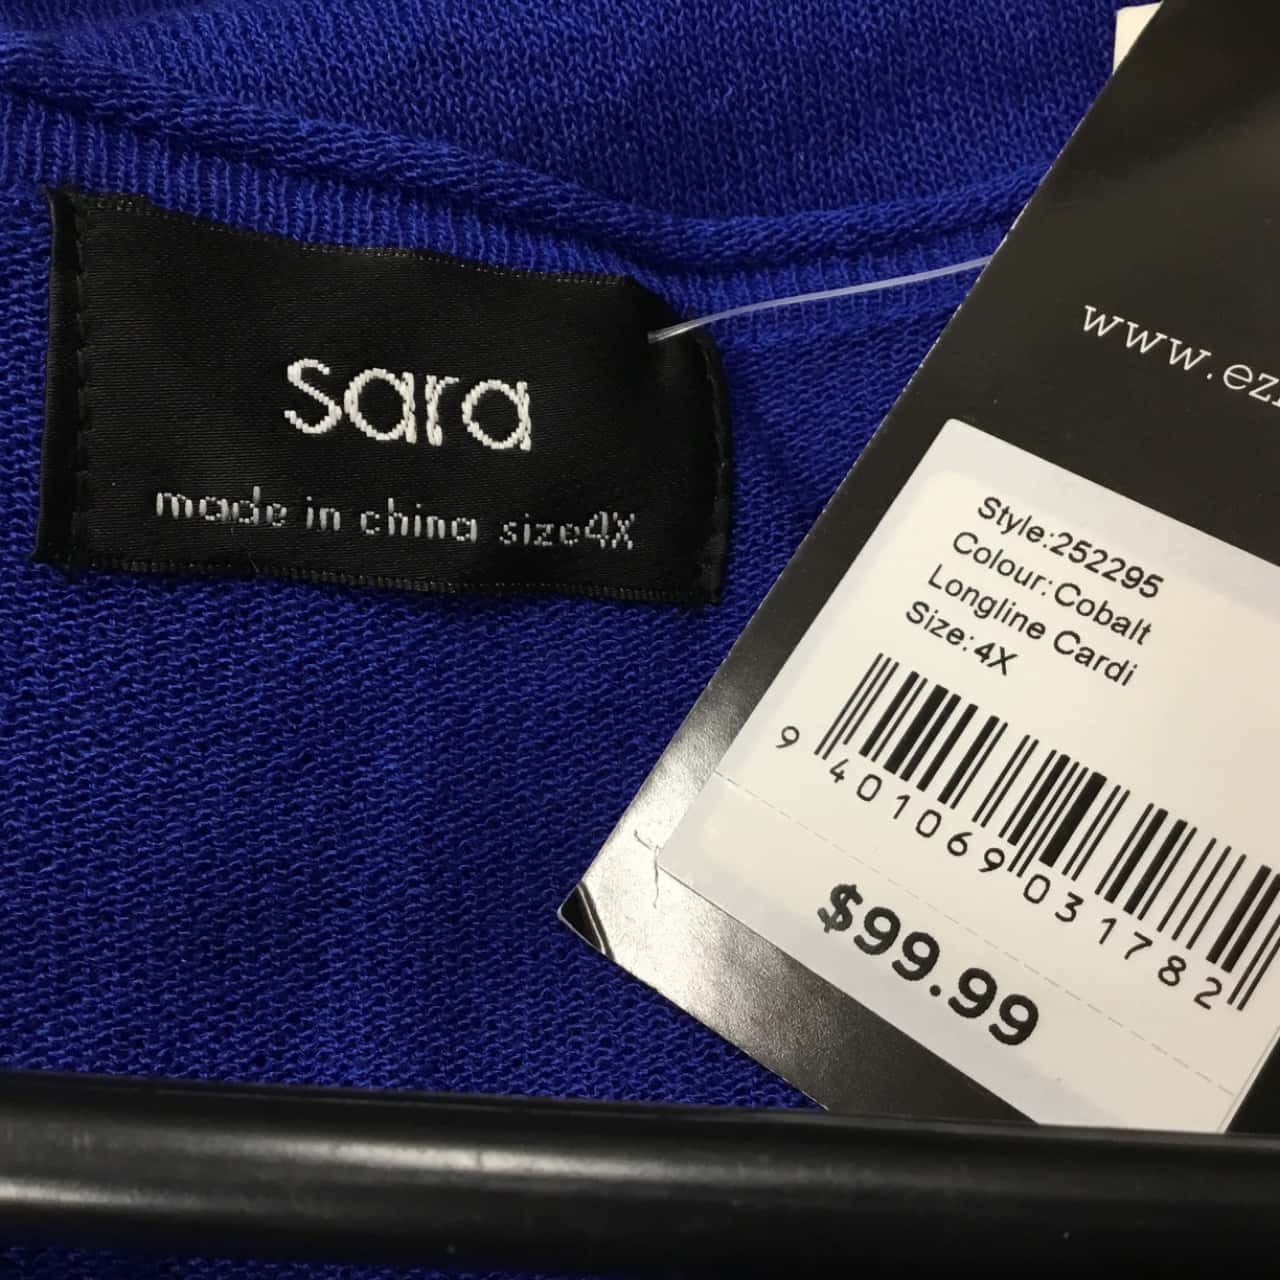 sara
made in china size4X
www.ez
Style:252295
Colour:Cobalt
Longline Cardi
Size:4X
9 401069 031782
$99.99